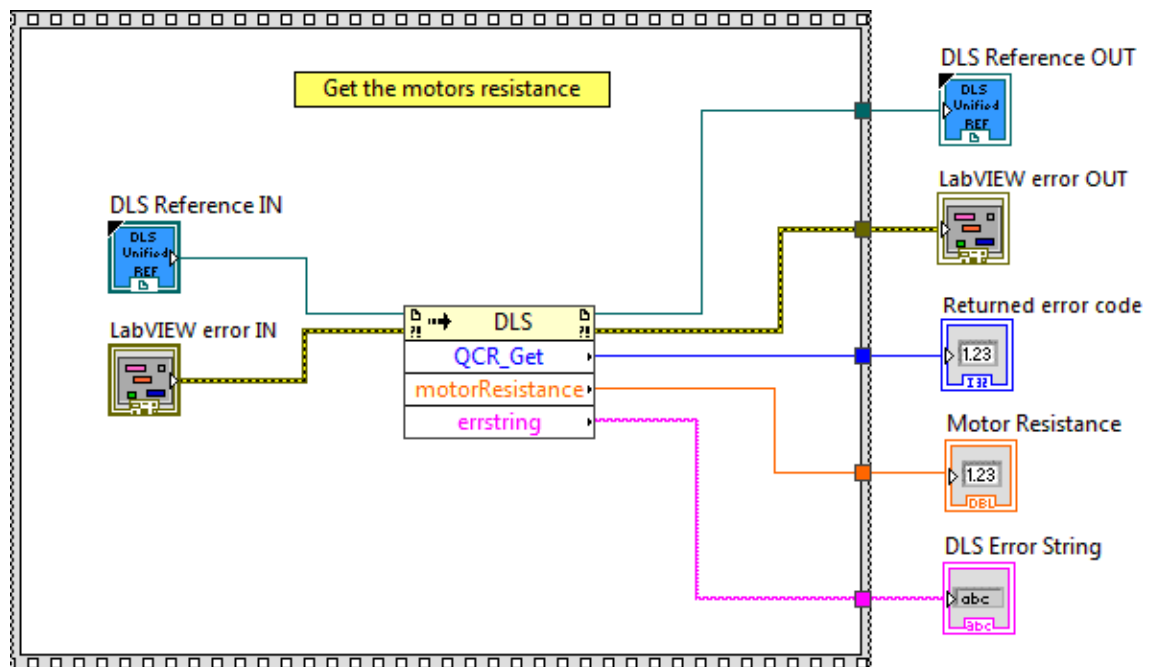 DLS Reference OUT
DLS
Unified
REF
Get the motors resistance
LabVIEW error OUT
DLS Reference IN
DLS
Unified
REF
LabVIEW error IN
?! DLS ?!
QCR_Get
motorResistance
errstring
Returned error code
1.23
I32
Motor Resistance
1.23
DBL
DLS Error String
abc
abc